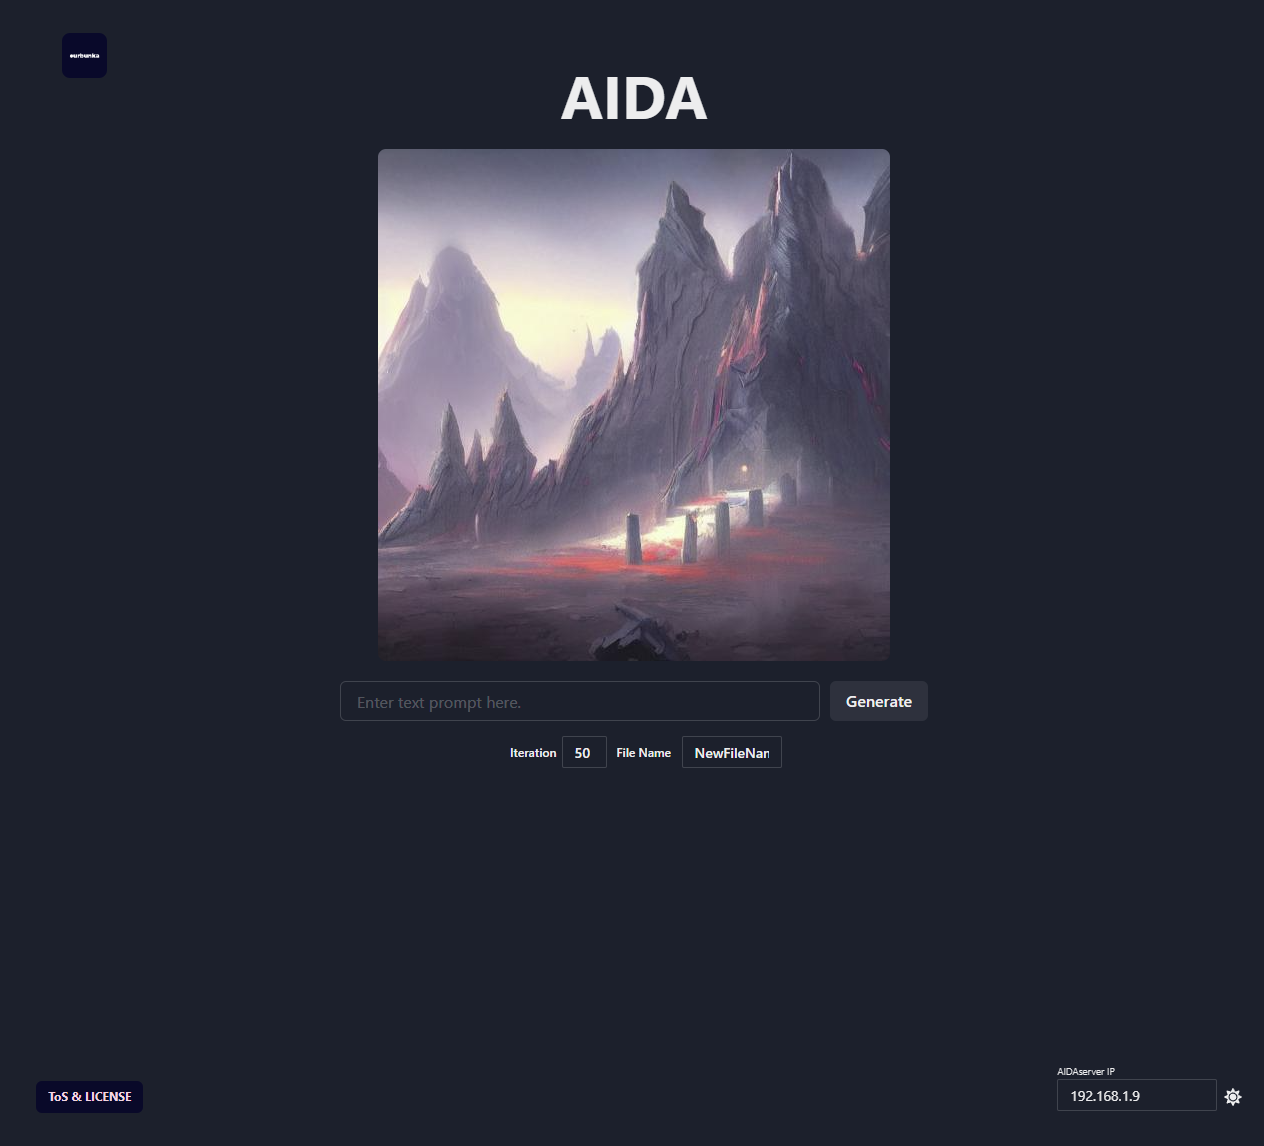 ourbunka
AIDA
Enter text prompt here.
Generate
Iteration
50
File Name
NewFileNan
AIDAserver IP
192.168.1.9
ToS & LICENSE